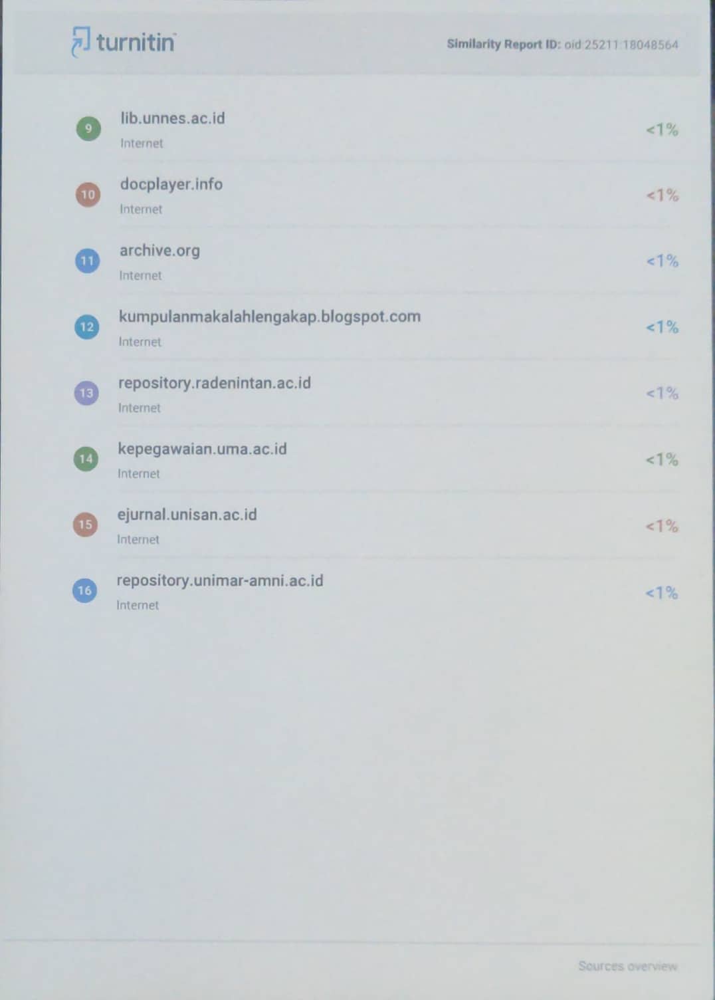 turnitin
Similarity Report ID: oid:25211:18048564
9
lib.unnes.ac.id
<1%
Internet
10
docplayer.info
<1%
Internet
11
archive.org
<1%
Internet
12
kumpulanmakalahlengakap.blogspot.com
<1%
Internet
13
repository.radenintan.ac.id
<1%
Internet
14
kepegawaian.uma.ac.id
<1%
Internet
15
ejurnal.unisan.ac.id
<1%
Internet
16
repository.unimar-amni.ac.id
<1%
Internet
Sources overview